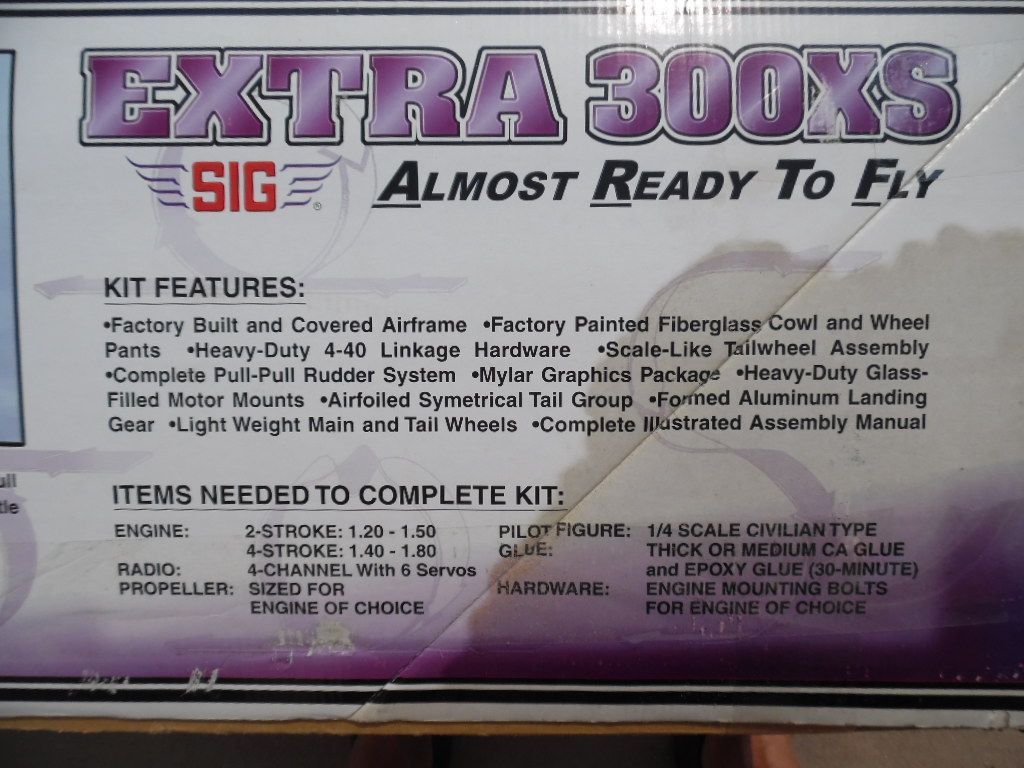 EXTRA 300XS
SIG® ALMOST READY TO FLY
KIT FEATURES:
•Factory Built and Covered Airframe •Factory Painted Fiberglass Cowl and Wheel
Pants •Heavy-Duty 4-40 Linkage Hardware •Scale-Like Tailwheel Assembly
•Complete Pull-Pull Rudder System •Mylar Graphics Package •Heavy-Duty Glass-
Filled Motor Mounts •Airfoiled Symetrical Tail Group •Formed Aluminum Landing
Gear •Light Weight Main and Tail Wheels •Complete Illustrated Assembly Manual
ITEMS NEEDED TO COMPLETE KIT:
ENGINE: 2-STROKE: 1.20 - 1.50
4-STROKE: 1.40 - 1.80
RADIO: 4-CHANNEL With 6 Servos
PROPELLER: SIZED FOR
ENGINE OF CHOICE
PILOT FIGURE: 1/4 SCALE CIVILIAN TYPE
GLUE: THICK OR MEDIUM CA GLUE
and EPOXY GLUE (30-MINUTE)
HARDWARE: ENGINE MOUNTING BOLTS
FOR ENGINE OF CHOICE